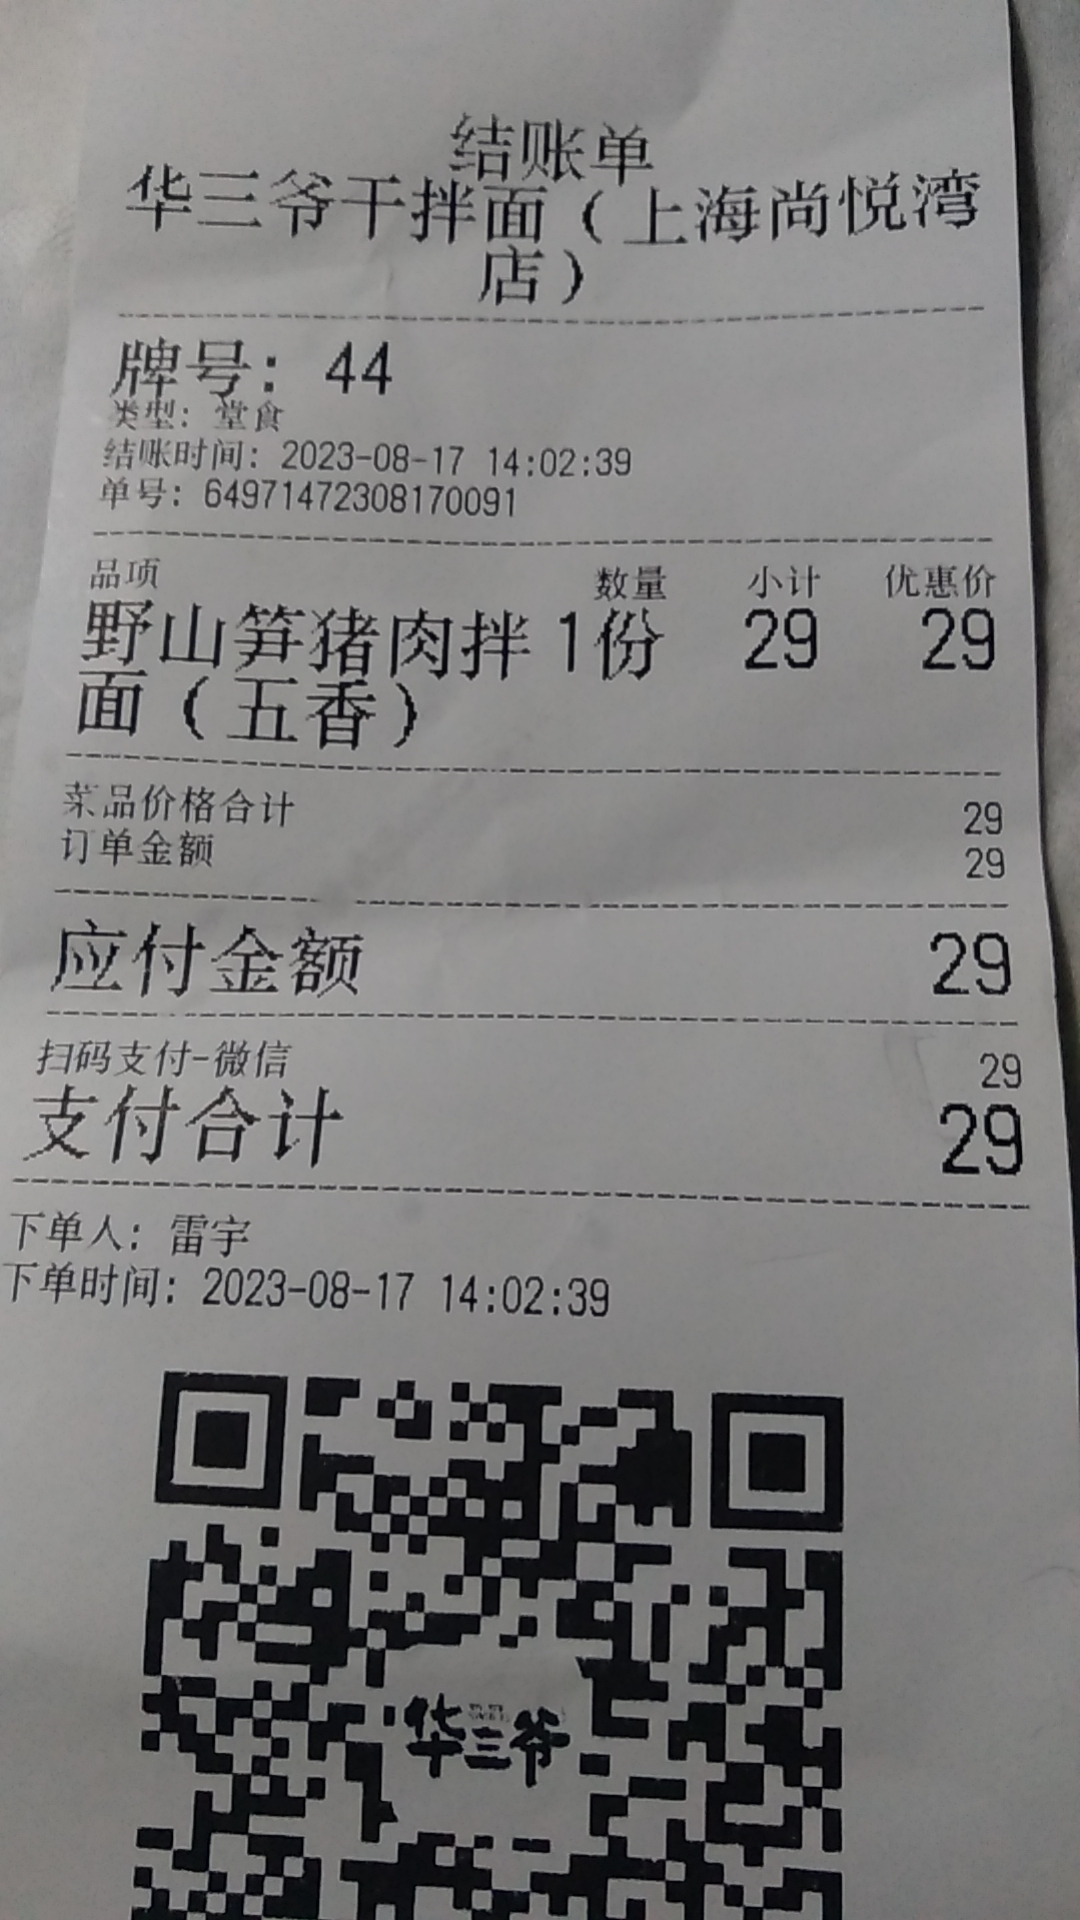 结账单
华三爷干拌面（上海尚悦湾
店）
牌号：44
类型：堂食
结账时间：2023-08-17 14:02:39
单号：64971472308170091
品项 数量 小计 优惠价
野山笋猪肉拌 1份 29 29
面（五香）
菜品价格合计 29
订单金额 29
应付金额 29
扫码支付-微信 29
支付合计 29
下单人：雷宇
下单时间：2023-08-17 14:02:39
华三爷